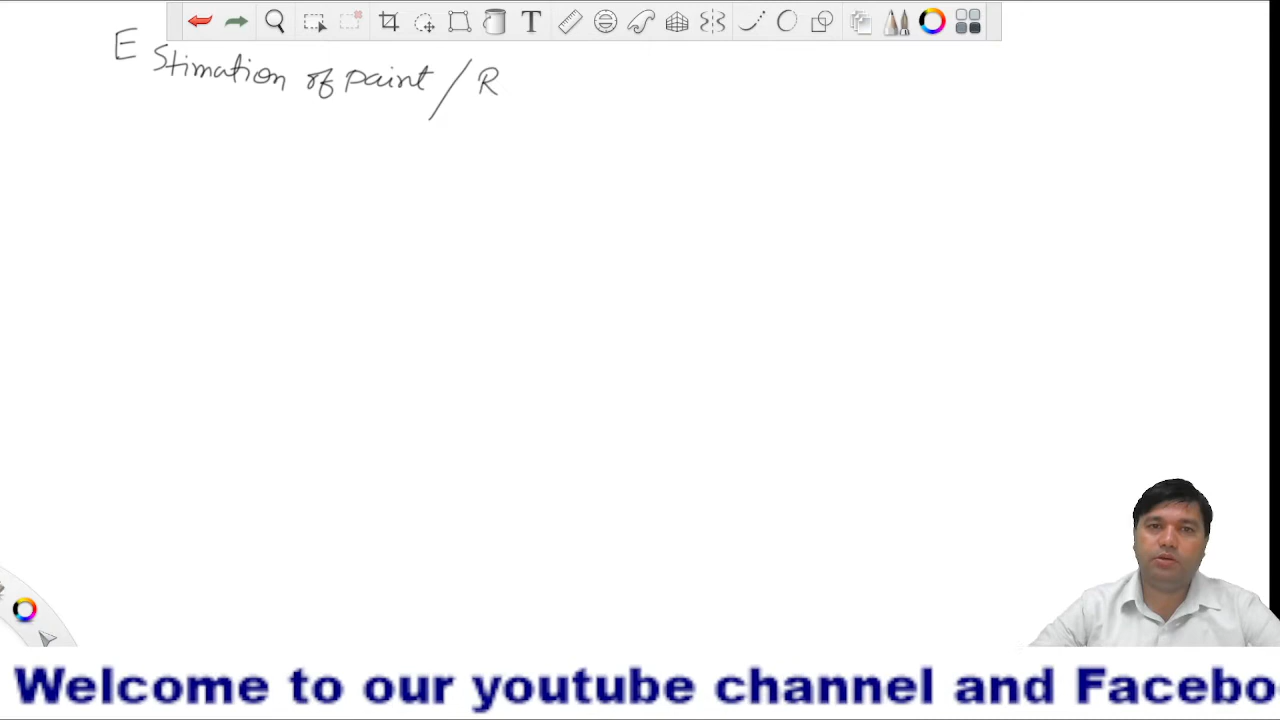 Estimation of paint / R
T
Welcome to our youtube channel and Facebo